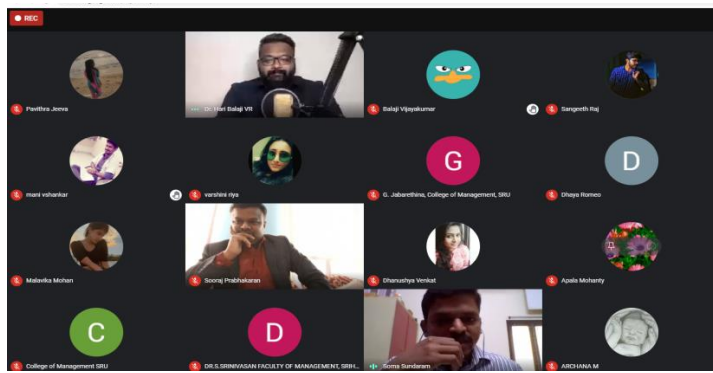 REC
Pavithra Jeeva
Dr. Hari Balaji VR
Balaji Vijayakumar
Sangeeth Raj
mani vshankar
varshini riya
G
G. Jabarethina, College of Management, SRU
D
Dhaya Romeo
Malavika Mohan
Sooraj Prabhakaran
Dhanushya Venkat
Apala Mohanty
C
College of Management SRU
D
DR.S.SRINIVASAN FACULTY OF MANAGEMENT, SRIH...
Soma Sundaram
ARCHANA M